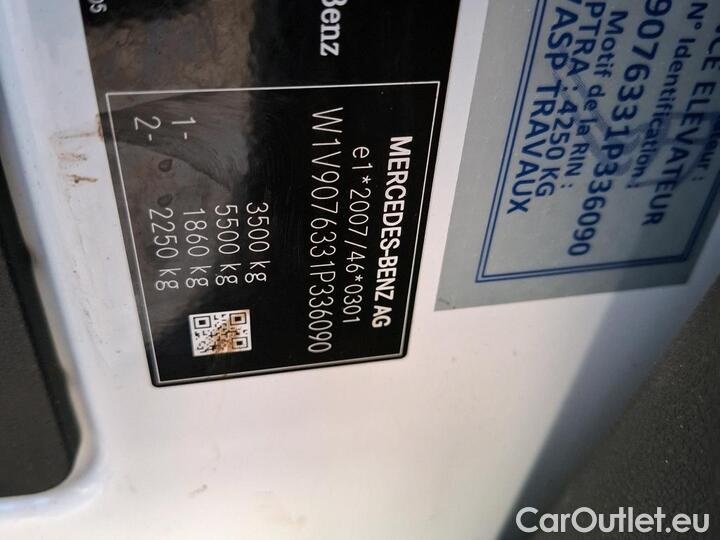 Benz
MERCEDES-BENZ AG
e1*2007/46*0301
W1V9076331P336090
3500 kg
5500 kg
1- 1860 kg
2- 2250 kg
ELEVATEUR
N° Identification :
9076331P336090
Motif de la RIN :
PTRA : 4250 KG
VASP TRAVAUX
CarOutlet.eu